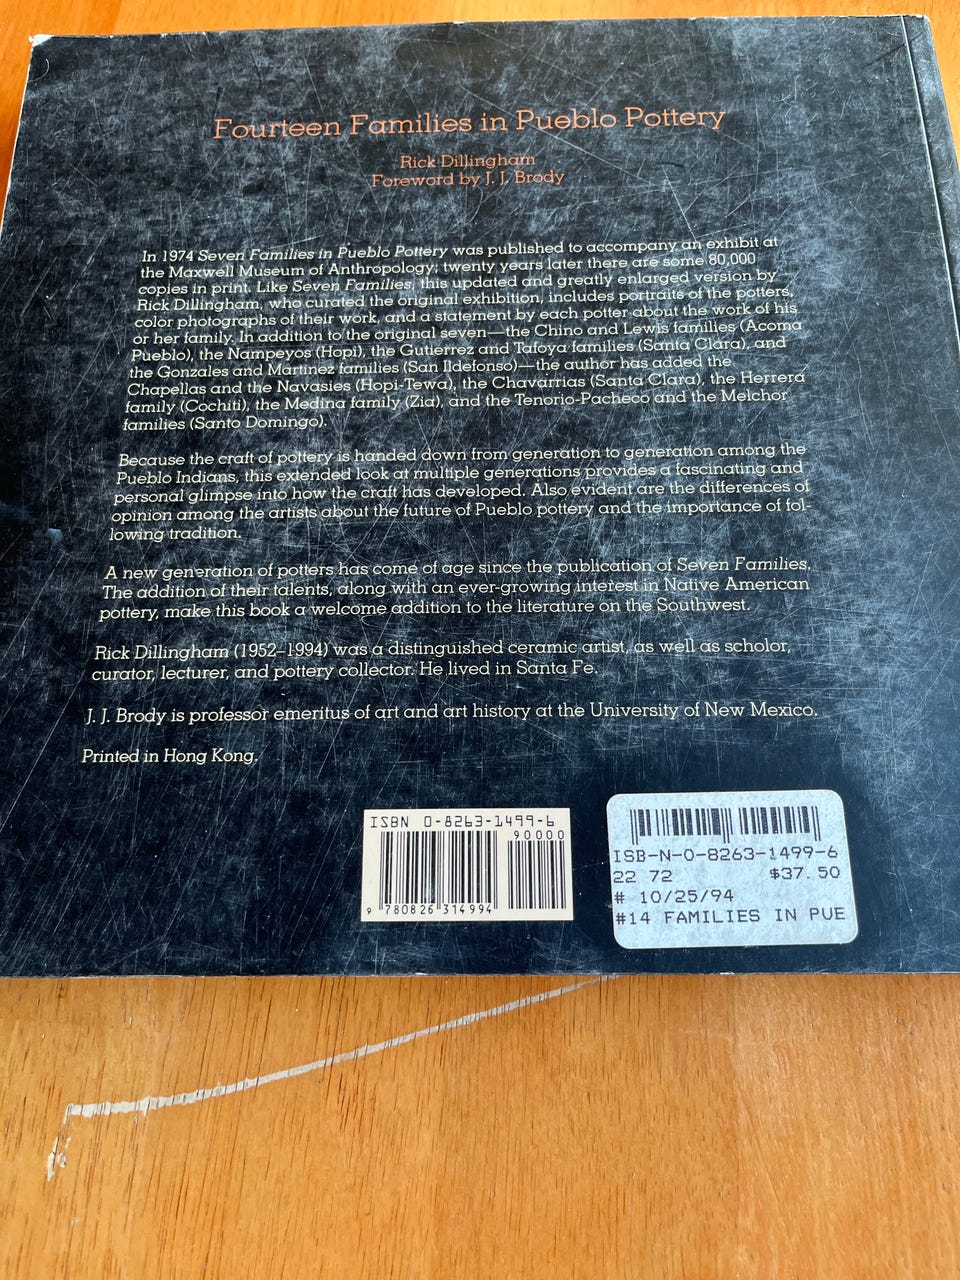 Fourteen Families in Pueblo Pottery
Rick Dillingham
Foreword by J. J. Brody
In 1974 Seven Families in Pueblo Pottery was published to accompany an exhibit at
the Maxwell Museum of Anthropology; twenty years later there are some 80,000
copies in print. Like Seven Families, this updated and greatly enlarged version by
Rick Dillingham, who curated the original exhibition, includes portraits of the potters,
color photographs of their work, and a statement by each potter about the work of his
or her family. In addition to the original seven—the Chino and Lewis families (Acoma
Pueblo), the Nampeyos (Hopi), the Gutierrez and Tafoya families (Santa Clara), and
the Gonzales and Martinez families (San Ildefonso)—the author has added the
Chapellas and the Navasies (Hopi-Tewa), the Chavarrias (Santa Clara), the Herrera
family (Cochiti), the Medina family (Zia), and the Tenorio-Pacheco and the Melchor
families (Santo Domingo).
Because the craft of pottery is handed down from generation to generation among the
Pueblo Indians, this extended look at multiple generations provides a fascinating and
personal glimpse into how the craft has developed. Also evident are the differences of
opinion among the artists about the future of Pueblo pottery and the importance of fol-
lowing tradition.
A new generation of potters has come of age since the publication of Seven Families.
The addition of their talents, along with an ever-growing interest in Native American
pottery, make this book a welcome addition to the literature on the Southwest.
Rick Dillingham (1952–1994) was a distinguished ceramic artist, as well as scholor,
curator, lecturer, and pottery collector. He lived in Santa Fe.
J. J. Brody is professor emeritus of art and art history at the University of New Mexico.
Printed in Hong Kong.
ISBN 0-8263-1499-6
90000
9 780826 314994
ISB-N-0-8263-1499-6
22 72 $37.50
# 10/25/94
#14 FAMILIES IN PUE